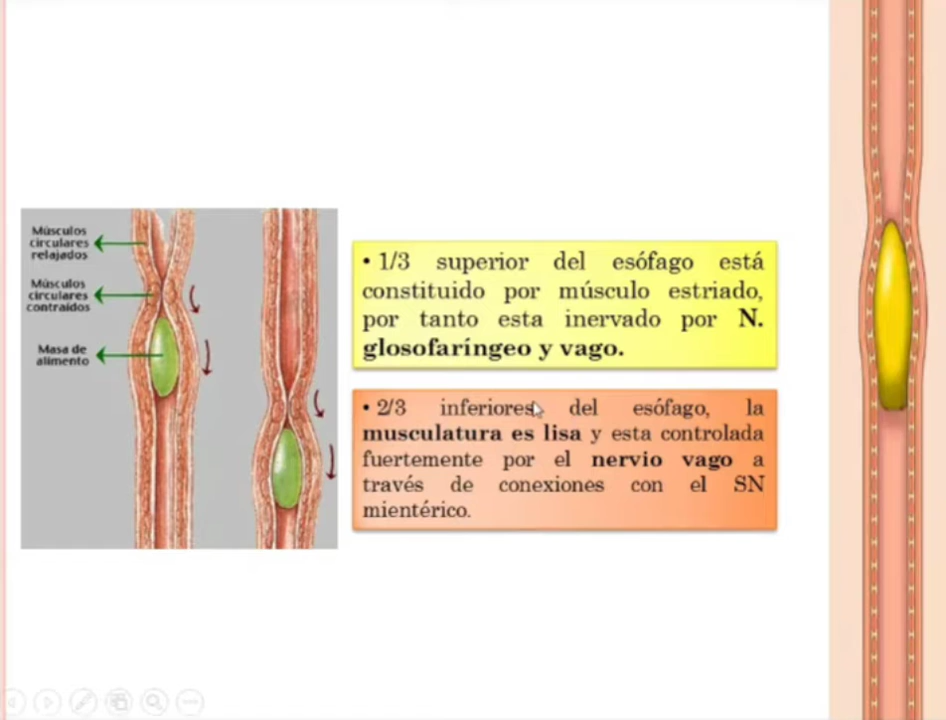 Músculos
circulares
relajados
Músculos
circulares
contraídos
Masa de
alimento
• 1/3 superior del esófago está
constituido por músculo estriado,
por tanto esta inervado por N.
glosofaríngeo y vago.
• 2/3 inferiores del esófago, la
musculatura es lisa y esta controlada
fuertemente por el nervio vago a
través de conexiones con el SN
mientérico.